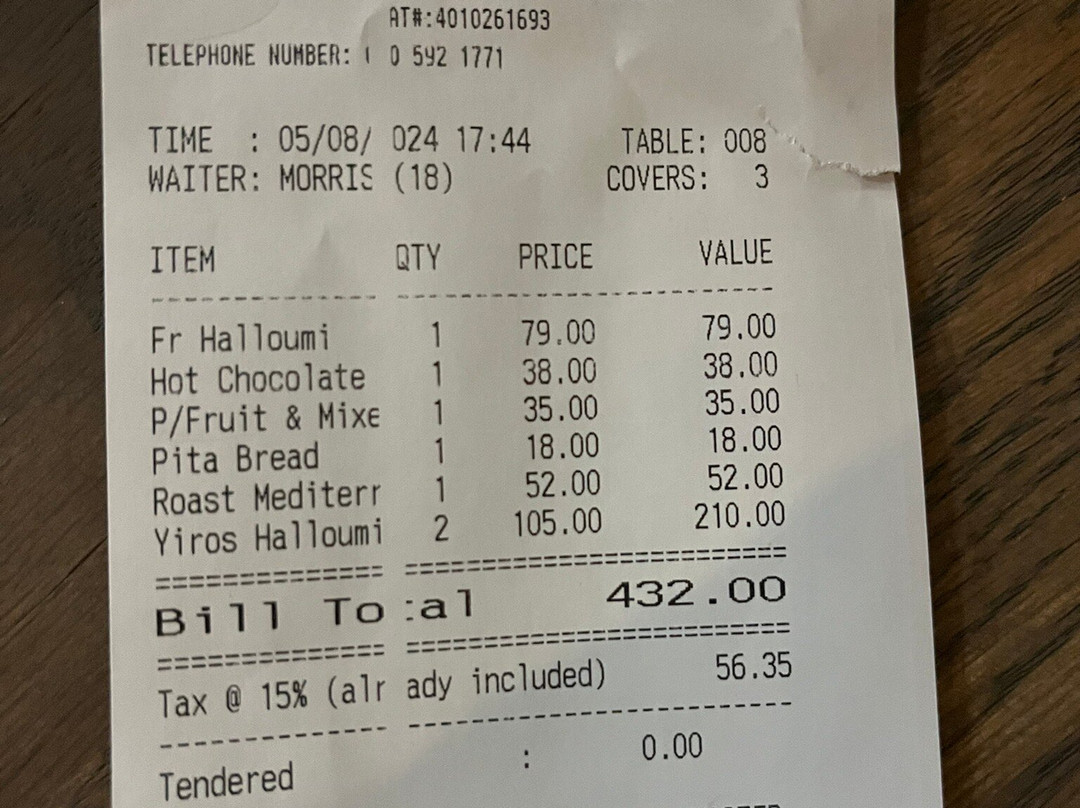 AT#:4010261693
TELEPHONE NUMBER: 0 592 1771
TIME : 05/08/ 024 17:44 TABLE: 008
WAITER: MORRIS (18) COVERS: 3
ITEM QTY PRICE VALUE
Fr Halloumi 1 79.00 79.00
Hot Chocolate 1 38.00 38.00
P/Fruit & Mixe 1 35.00 35.00
Pita Bread 1 18.00 18.00
Roast Mediterr 1 52.00 52.00
Yiros Halloumi 2 105.00 210.00
Bill Total 432.00
Tax @ 15% (alr ady included) 56.35
Tendered : 0.00